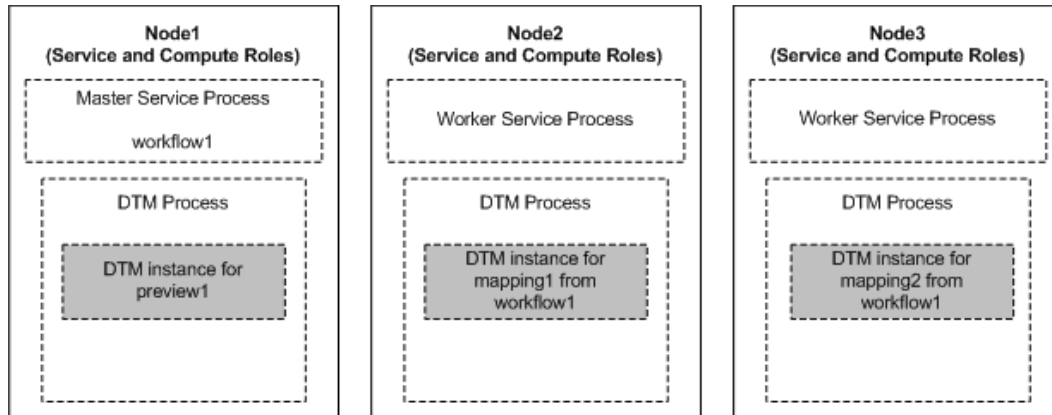 Node1
(Service and Compute Roles)
Master Service Process
workflow1
DTM Process
DTM instance for
preview1
Node2
(Service and Compute Roles)
Worker Service Process
DTM Process
DTM instance for
mapping1 from
workflow1
Node3
(Service and Compute Roles)
Worker Service Process
DTM Process
DTM instance for
mapping2 from
workflow1